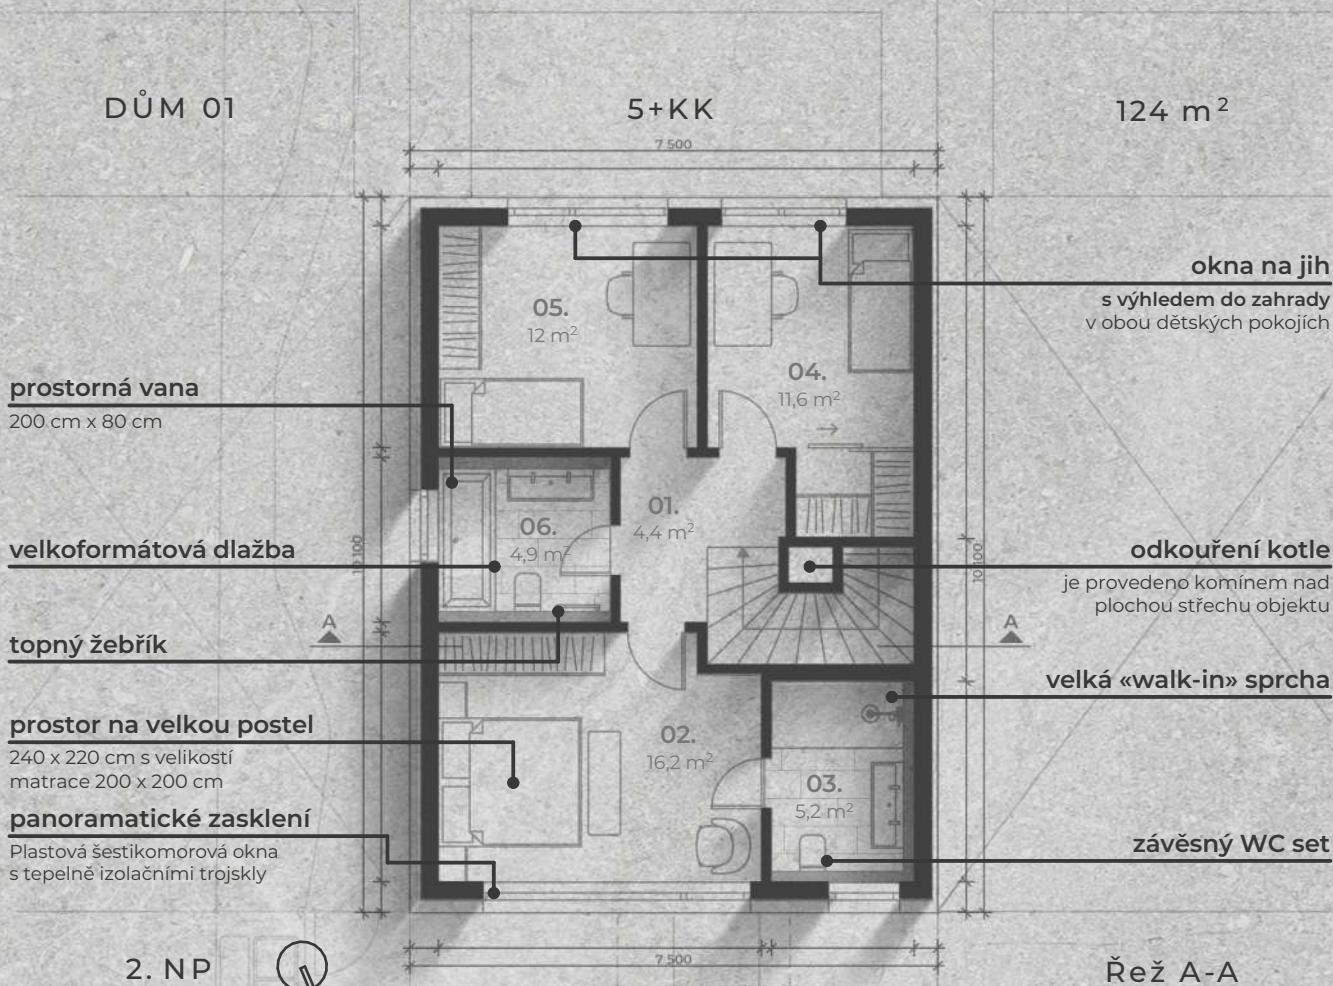 DŮM 01
5+KK
124 m²
7 500
okna na jih
s výhledem do zahrady
v obou dětských pokojích
05.
12 m²
04.
11,6 m²
prostorná vana
200 cm x 80 cm
01.
4,4 m²
06.
4,9 m²
velkoformátová dlažba
10 100
10 100
odkouření kotle
je provedeno komínem nad
plochou střechu objektu
A
A
topný žebřík
velká «walk-in» sprcha
prostor na velkou postel
240 x 220 cm s velikostí
matrace 200 x 200 cm
02.
16,2 m²
03.
5,2 m²
panoramatické zasklení
Plastová šestikomorová okna
s tepelně izolačními trojskly
závěsný WC set
7 500
2. NP
Řež A-A